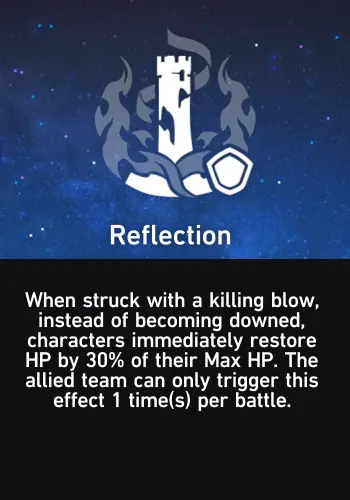 Reflection
When struck with a killing blow,
instead of becoming downed,
characters immediately restore
HP by 30% of their Max HP. The
allied team can only trigger this
effect 1 time(s) per battle.